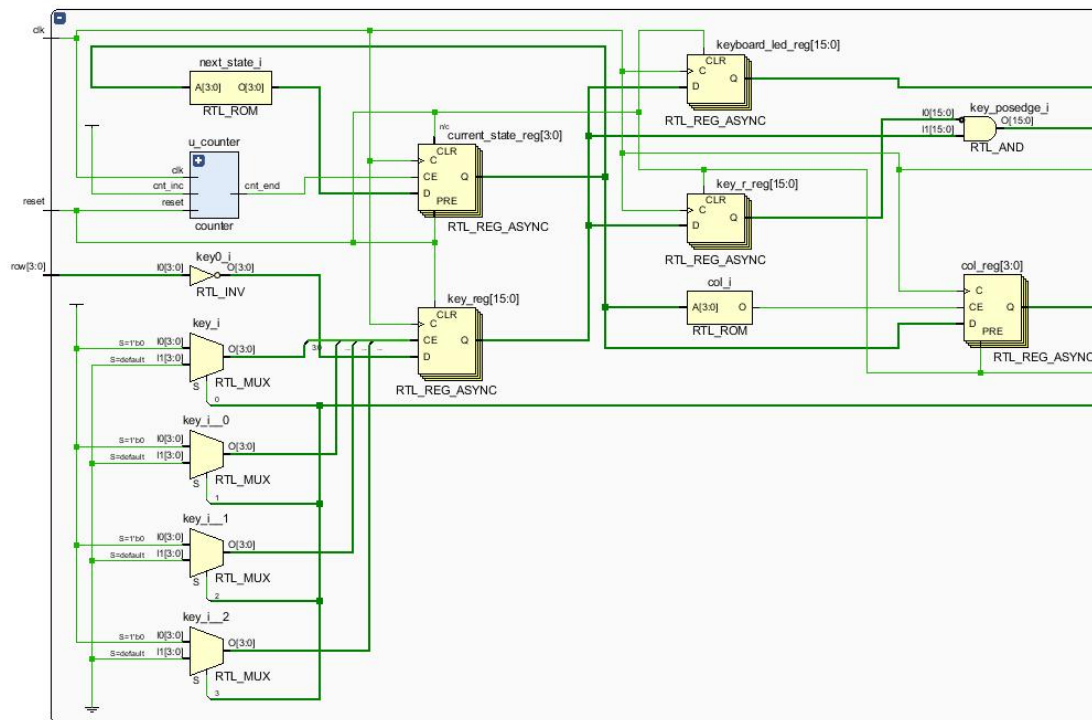 clk
reset
row[3:0]
next_state_i
A[3:0] O[3:0]
RTL_ROM
u_counter
clk
cnt_inc cnt_end
reset
counter
key0_i
I0[3:0] O[3:0]
RTL_INV
key_i
S=1'b0 I0[3:0] O[3:0]
S=default I1[3:0]
S RTL_MUX
0
key_i__0
S=1'b0 I0[3:0] O[3:0]
S=default I1[3:0]
S RTL_MUX
1
key_i__1
S=1'b0 I0[3:0] O[3:0]
S=default I1[3:0]
S RTL_MUX
2
key_i__2
S=1'b0 I0[3:0] O[3:0]
S=default I1[3:0]
S RTL_MUX
3
n/c
current_state_reg[3:0]
CLR
C
CE Q
D
PRE
RTL_REG_ASYNC
key_reg[15:0]
CLR
C
3:0 CE Q
D
RTL_REG_ASYNC
keyboard_led_reg[15:0]
CLR
C Q
D
RTL_REG_ASYNC
key_posedge_i
I0[15:0] O[15:0]
I1[15:0]
RTL_AND
key_r_reg[15:0]
CLR
C Q
D
RTL_REG_ASYNC
col_i
A[3:0] O
RTL_ROM
col_reg[3:0]
C
CE Q
D
PRE
RTL_REG_ASYNC